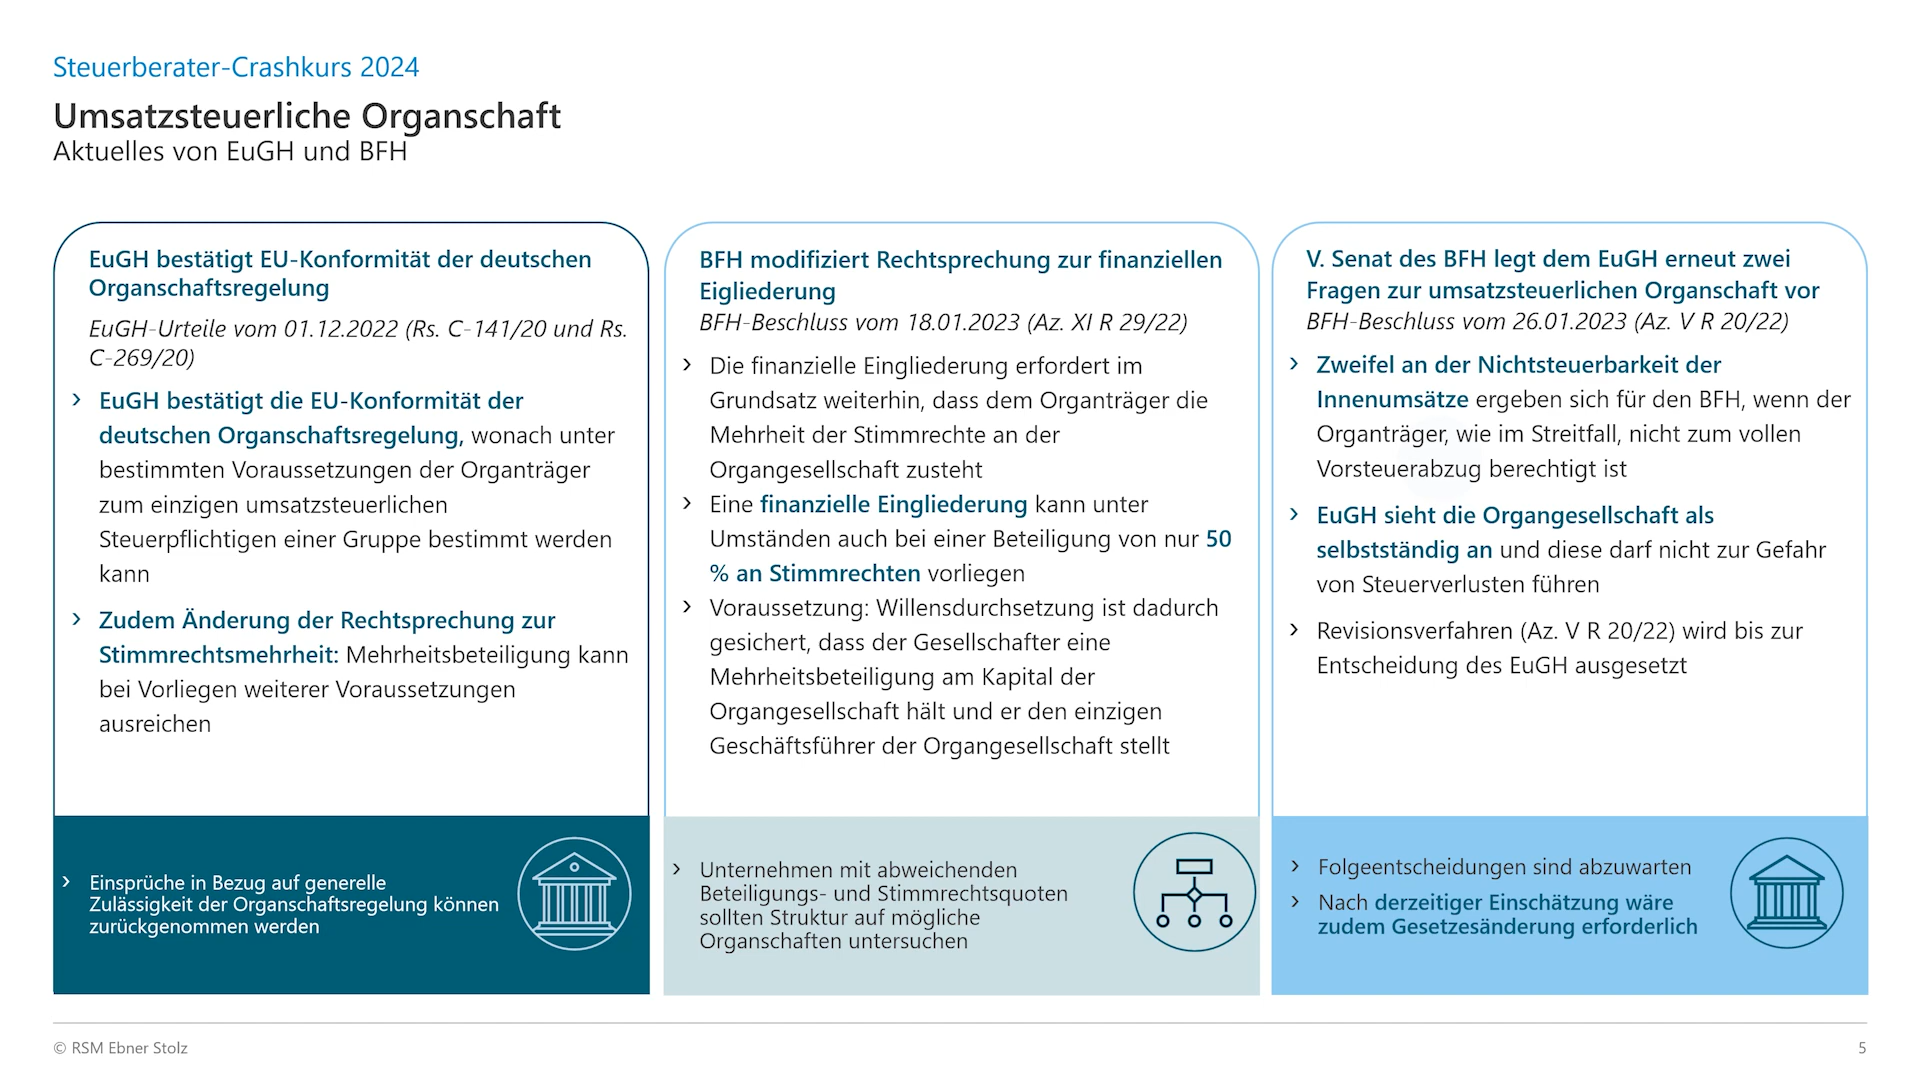 Steuerberater-Crashkurs 2024
Umsatzsteuerliche Organschaft
Aktuelles von EuGH und BFH
EuGH bestätigt EU-Konformität der deutschen
Organschaftsregelung
EuGH-Urteile vom 01.12.2022 (Rs. C-141/20 und Rs.
C-269/20)
› EuGH bestätigt die EU-Konformität der
deutschen Organschaftsregelung, wonach unter
bestimmten Voraussetzungen der Organträger
zum einzigen umsatzsteuerlichen
Steuerpflichtigen einer Gruppe bestimmt werden
kann
› Zudem Änderung der Rechtsprechung zur
Stimmrechtsmehrheit: Mehrheitsbeteiligung kann
bei Vorliegen weiterer Voraussetzungen
ausreichen
› Einsprüche in Bezug auf generelle
Zulässigkeit der Organschaftsregelung können
zurückgenommen werden
BFH modifiziert Rechtsprechung zur finanziellen
Eigliederung
BFH-Beschluss vom 18.01.2023 (Az. XI R 29/22)
› Die finanzielle Eingliederung erfordert im
Grundsatz weiterhin, dass dem Organträger die
Mehrheit der Stimmrechte an der
Organgesellschaft zusteht
› Eine finanzielle Eingliederung kann unter
Umständen auch bei einer Beteiligung von nur 50
% an Stimmrechten vorliegen
› Voraussetzung: Willensdurchsetzung ist dadurch
gesichert, dass der Gesellschafter eine
Mehrheitsbeteiligung am Kapital der
Organgesellschaft hält und er den einzigen
Geschäftsführer der Organgesellschaft stellt
› Unternehmen mit abweichenden
Beteiligungs- und Stimmrechtsquoten
sollten Struktur auf mögliche
Organschaften untersuchen
V. Senat des BFH legt dem EuGH erneut zwei
Fragen zur umsatzsteuerlichen Organschaft vor
BFH-Beschluss vom 26.01.2023 (Az. V R 20/22)
› Zweifel an der Nichtsteuerbarkeit der
Innenumsätze ergeben sich für den BFH, wenn der
Organträger, wie im Streitfall, nicht zum vollen
Vorsteuerabzug berechtigt ist
› EuGH sieht die Organgesellschaft als
selbstständig an und diese darf nicht zur Gefahr
von Steuerverlusten führen
› Revisionsverfahren (Az. V R 20/22) wird bis zur
Entscheidung des EuGH ausgesetzt
› Folgeentscheidungen sind abzuwarten
› Nach derzeitiger Einschätzung wäre
zudem Gesetzesänderung erforderlich
© RSM Ebner Stolz
5